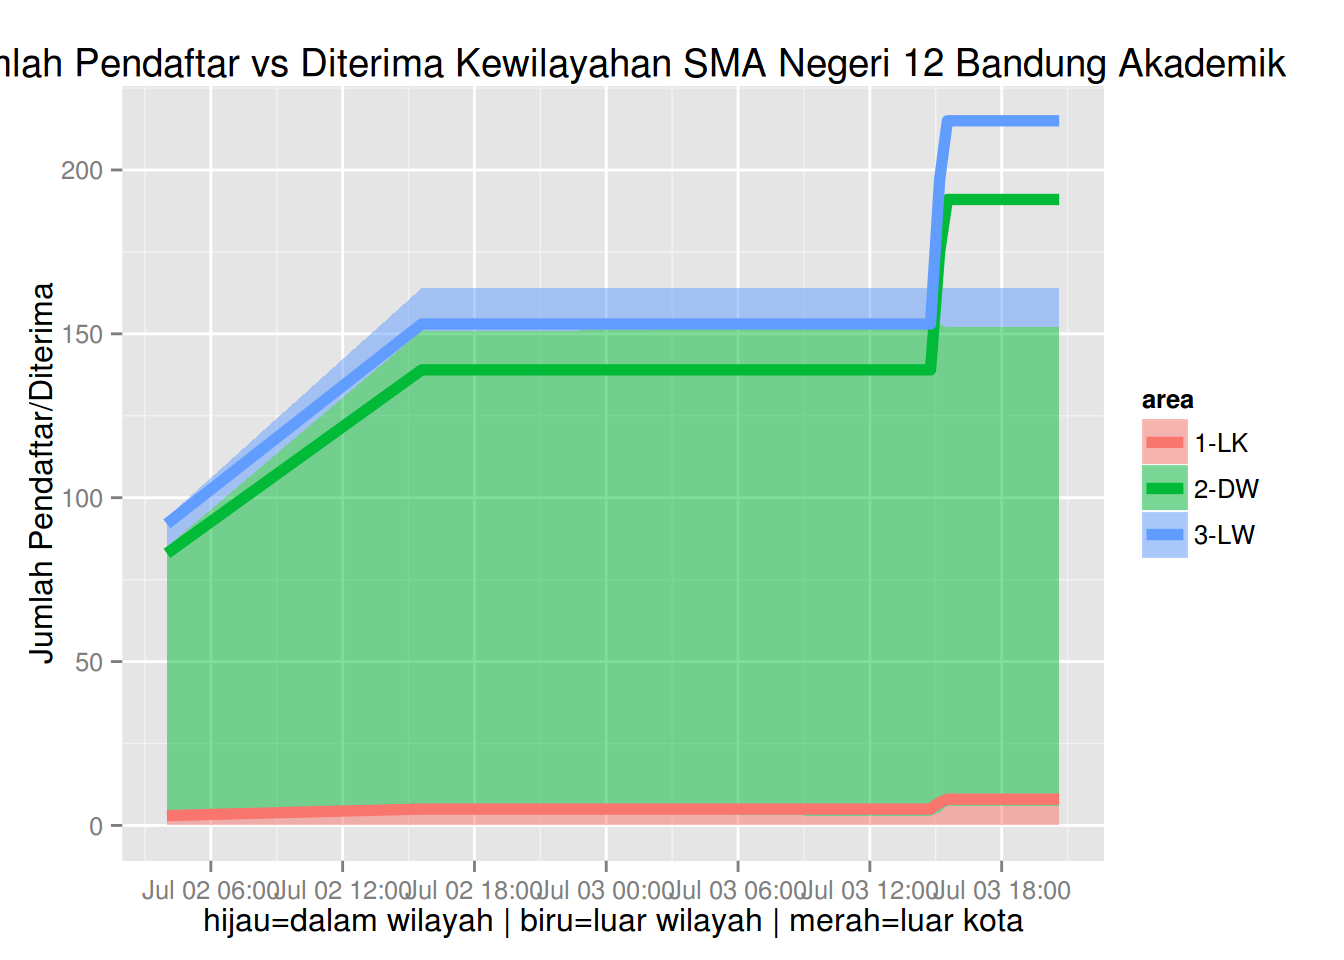 mlah Pendaftar vs Diterima Kewilayahan SMA Negeri 12 Bandung Akademik
Jumlah Pendaftar/Diterima
200
150
100
50
0
Jul 02 06:00 Jul 02 12:00 Jul 02 18:00 Jul 03 00:00 Jul 03 06:00 Jul 03 12:00 Jul 03 18:00
hijau=dalam wilayah | biru=luar wilayah | merah=luar kota
area
1-LK
2-DW
3-LW